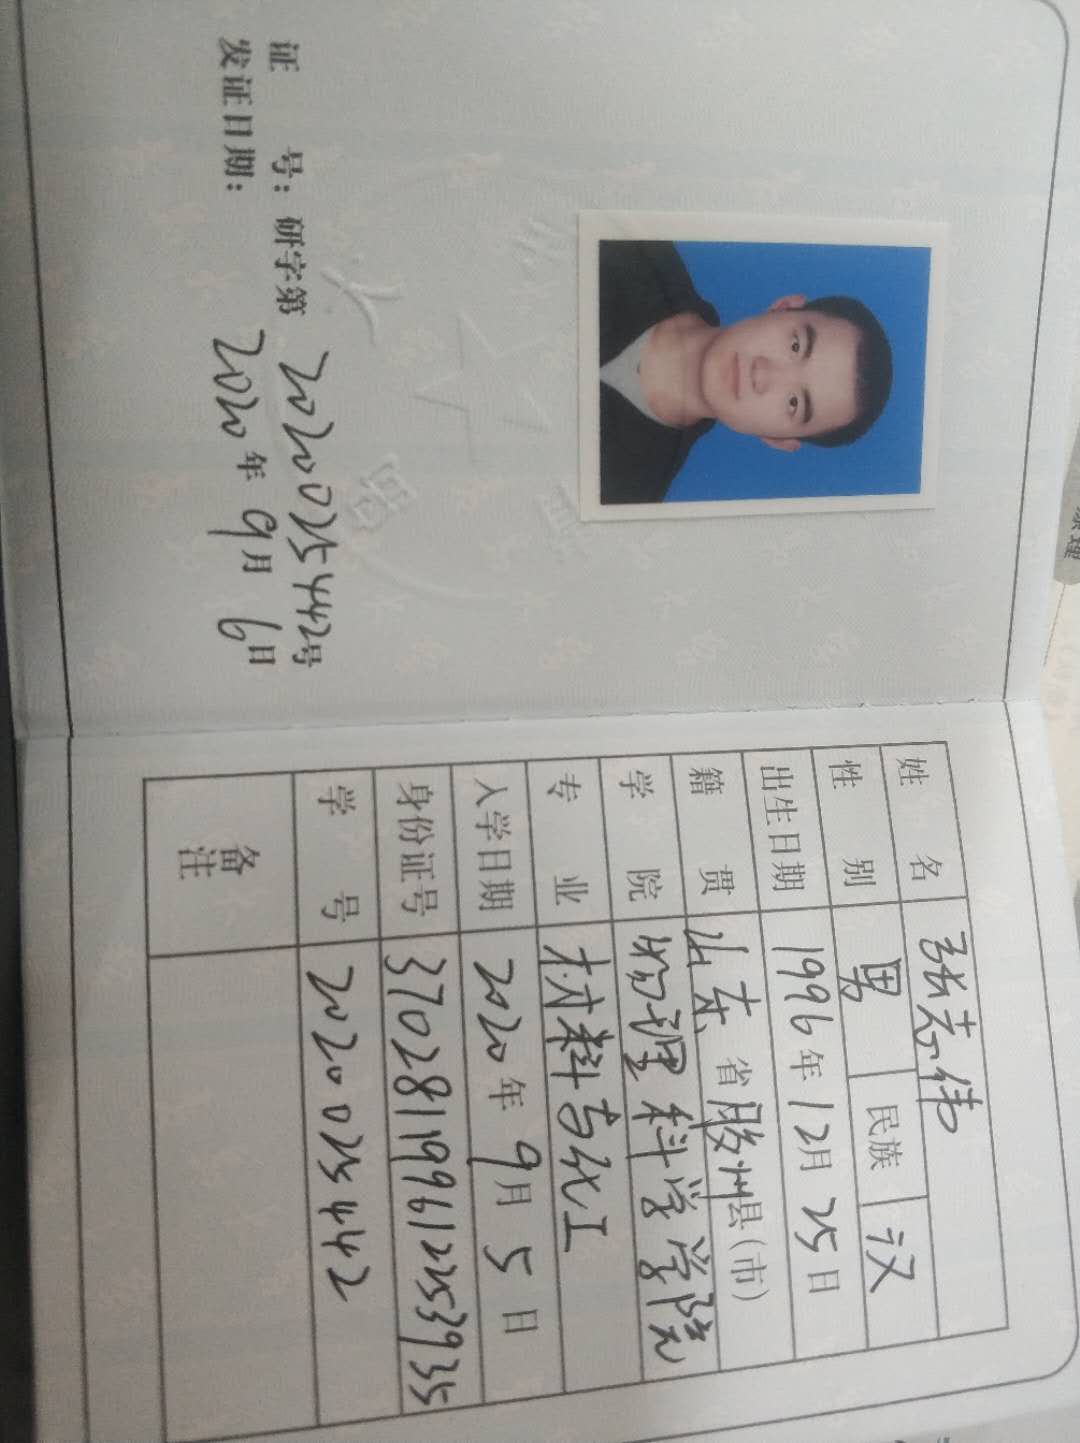 证 号：研字第 2020025442号
发证日期： 2020年 9月 6日
姓 名 张志伟
性 别 男 民族 汉
出生日期 1996年12月25日
籍 贯 山东省胶州县(市)
学 院 物理科学学院
专 业 材料与化工
入学日期 2020年9月5日
身份证号 370281199612253935
学 号 2020025442
备注